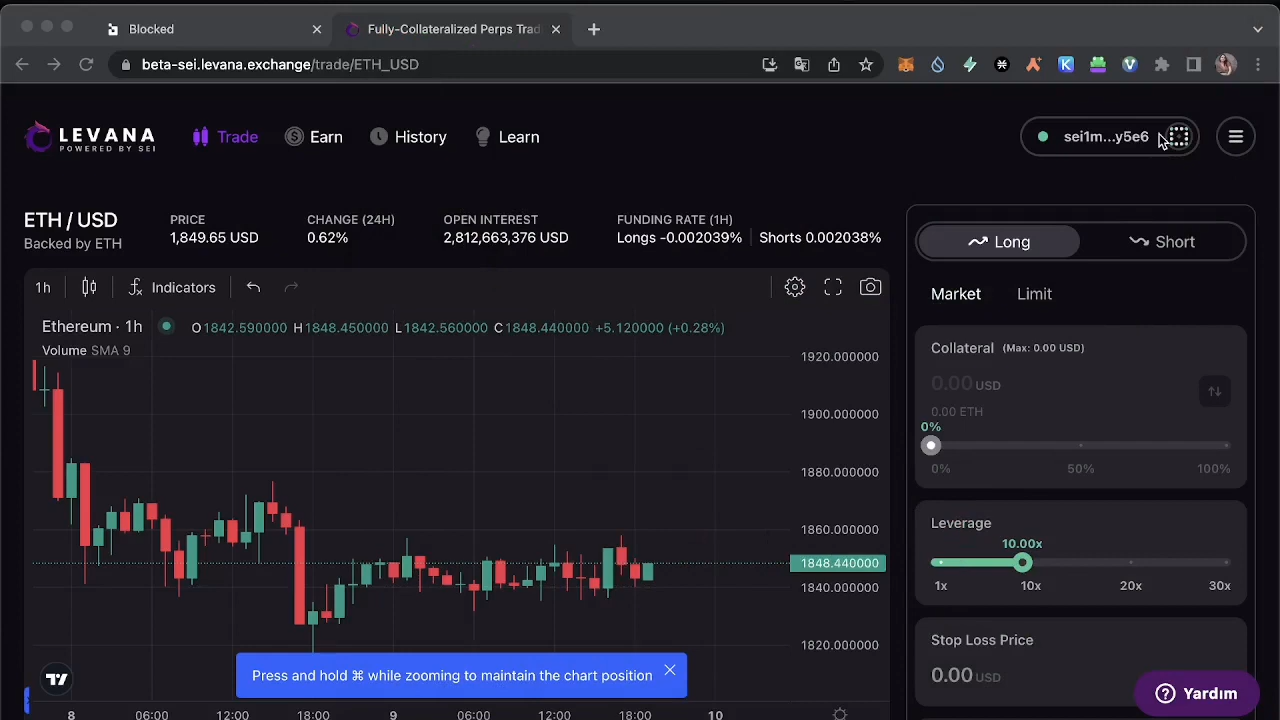 Blocked
Fully-Collateralized Perps Trad
beta-sei.levana.exchange/trade/ETH_USD
LEVANA
POWERED BY SEI
Trade
Earn
History
Learn
sei1m...y5e6
ETH / USD
Backed by ETH
PRICE
1,849.65 USD
CHANGE (24H)
0.62%
OPEN INTEREST
2,812,663,376 USD
FUNDING RATE (1H)
Longs -0.002039%
Shorts 0.002038%
1h
Indicators
Ethereum · 1h
O1842.590000 H1848.450000 L1842.560000 C1848.440000 +5.120000 (+0.28%)
Volume SMA 9
1920.000000
1900.000000
1880.000000
1860.000000
1848.440000
1840.000000
1820.000000
Press and hold ⌘ while zooming to maintain the chart position
8 06:00 12:00 18:00 9 06:00 12:00 18:00 10
Long
Short
Market
Limit
Collateral (Max: 0.00 USD)
0.00 USD
0.00 ETH
0%
0% 50% 100%
Leverage
10.00x
1x 10x 20x 30x
Stop Loss Price
0.00 USD
Yardım